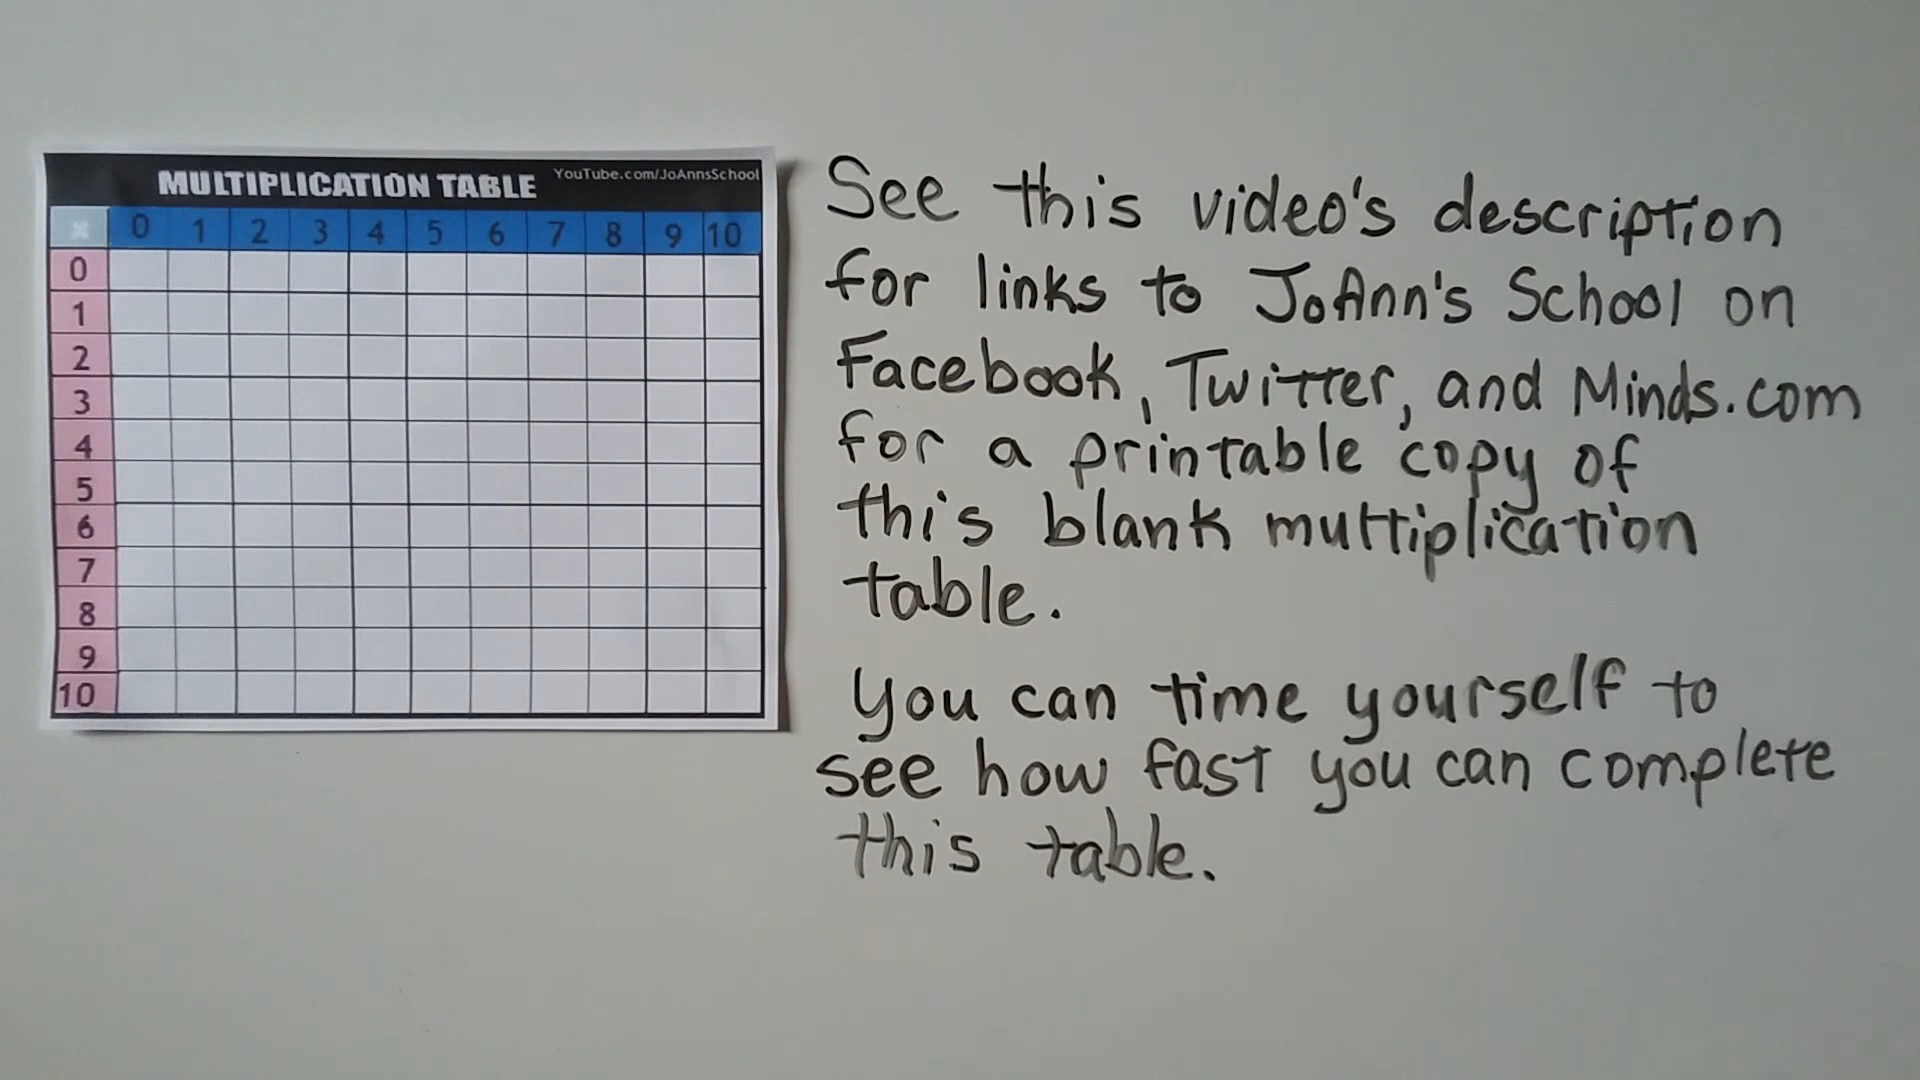 MULTIPLICATION TABLE YouTube.com/JoAnnsSchool
× 0 1 2 3 4 5 6 7 8 9 10
0
1
2
3
4
5
6
7
8
9
10
See this video's description
for links to JoAnn's School on
Facebook, Twitter, and Minds.com
for a printable copy of
this blank multiplication
table.
You can time yourself to
see how fast you can complete
this table.